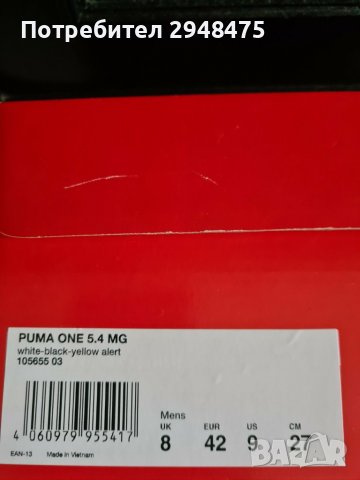 Потребител 2948475
PUMA ONE 5.4 MG
white-black-yellow alert
105655 03
Mens
UK EUR US CM
8 42 9 27
4 060979 955417
EAN-13 Made in Vietnam
BAZAR